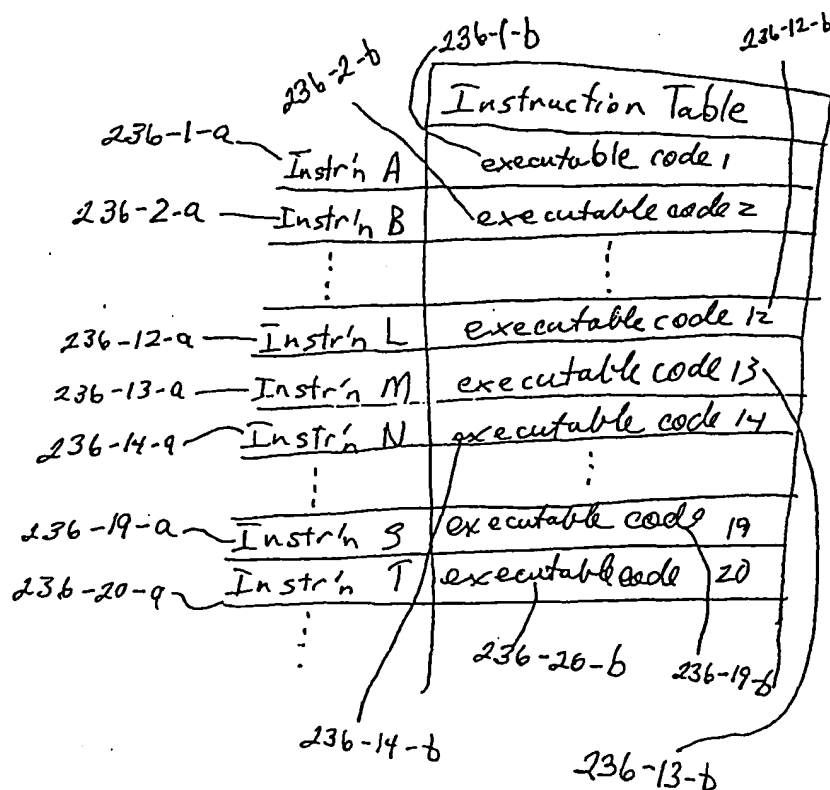 236-1-b
236-12-b
236-2-b
Instruction Table
236-1-a
Instr'n A executable code 1
236-2-a Instr'n B executable code 2
236-12-a Instr'n L executable code 12
236-13-a Instr'n M executable code 13
236-14-a Instr'n N executable code 14
236-19-a Instr'n S executable code 19
236-20-a Instr'n T executable code 20
236-20-b
236-19-b
236-14-b
236-13-b